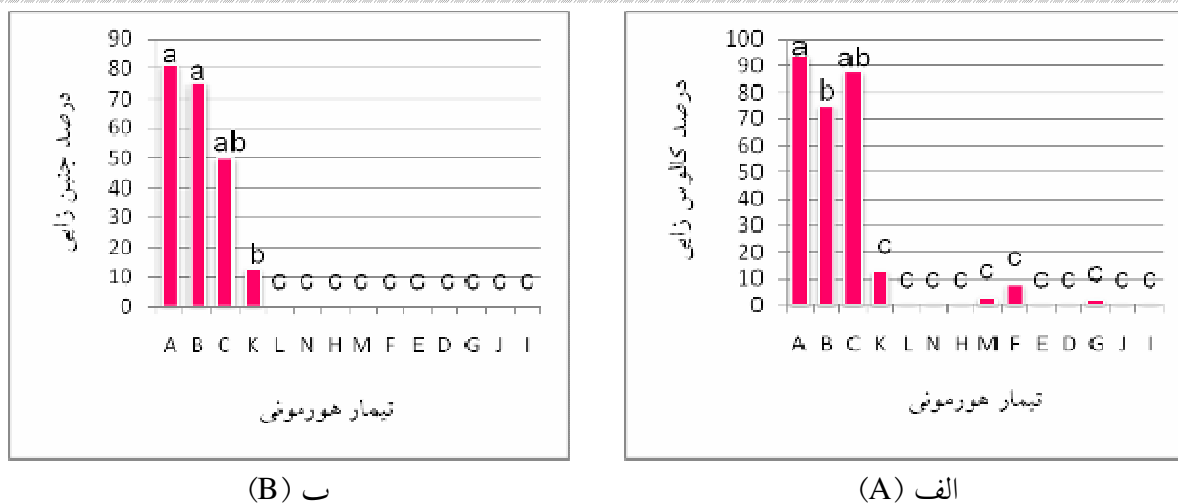 100
90
80
70
60
50
40
30
20
10
0
a b ab c c c c c c c c c c c
A B C K L N H M F E D G J I
درصد کالوس زایی
تیمار هورمونی
الف (A)
90
80
70
60
50
40
30
20
10
0
a a ab b c c c c c c c c c c
A B C K L N H M F E D G J I
درصد جنین زایی
تیمار هورمونی
ب (B)